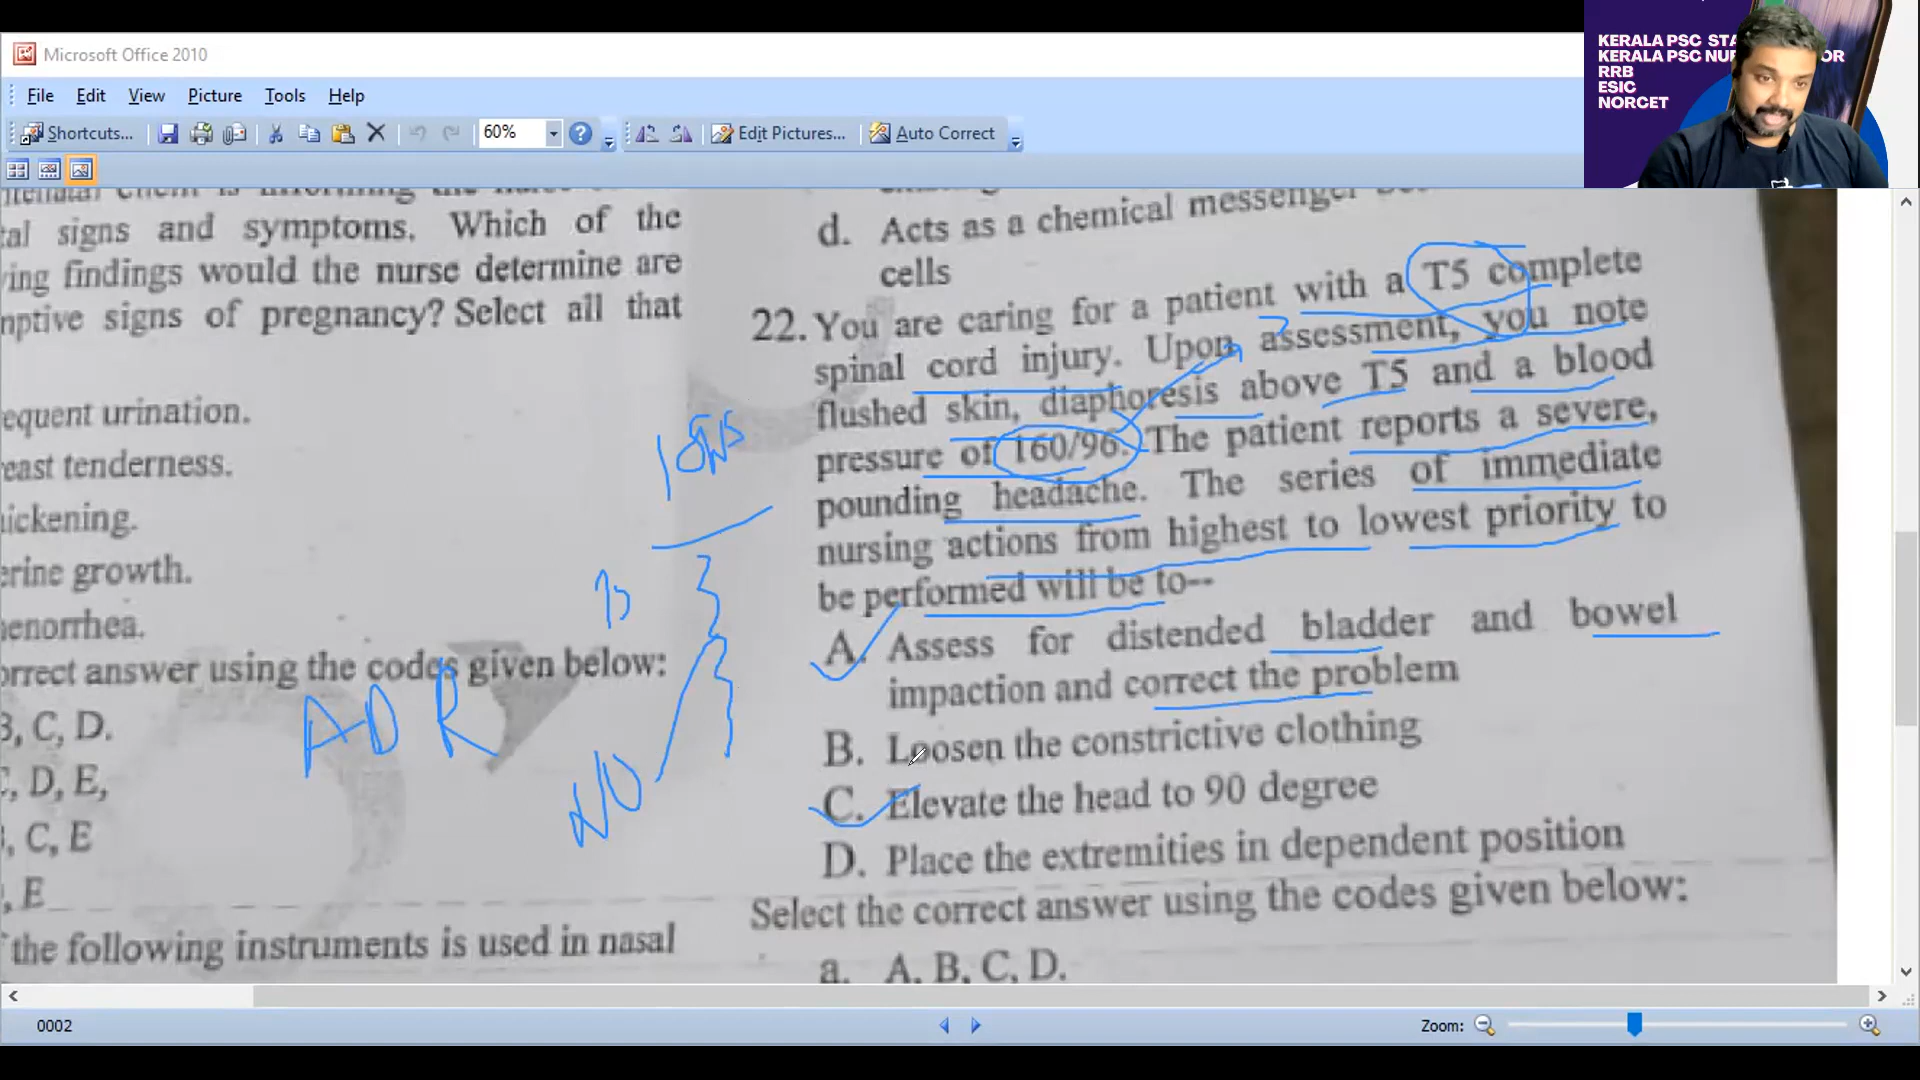 Microsoft Office 2010
KERALA PSC STA
KERALA PSC NUR OR
RRB
ESIC
NORCET
File Edit View Picture Tools Help
Shortcuts... 60% Edit Pictures... Auto Correct
tal signs and symptoms. Which of the
ving findings would the nurse determine are
mptive signs of pregnancy? Select all that
equent urination.
east tenderness.
ickening.
erine growth.
enorrhea.
orrect answer using the codes given below:
B, C, D.
C, D, E,
, C, E
, E
the following instruments is used in nasal
T5
ADR
NO
d. Acts as a chemical messenger
cells
22. You are caring for a patient with a T5 complete
spinal cord injury. Upon assessment, you note
flushed skin, diaphoresis above T5 and a blood
pressure of 160/96. The patient reports a severe,
pounding headache. The series of immediate
nursing actions from highest to lowest priority to
be performed will be to--
A. Assess for distended bladder and bowel
impaction and correct the problem
B. Loosen the constrictive clothing
C. Elevate the head to 90 degree
D. Place the extremities in dependent position
Select the correct answer using the codes given below:
a. A, B, C, D.
0002
Zoom: